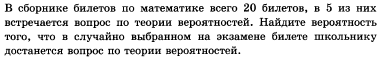 В сборнике билетов по математике всего 20 билетов, в 5 из них
встречается вопрос по теории вероятностей. Найдите вероятность
того, что в случайно выбранном на экзамене билете школьнику
достанется вопрос по теории вероятностей.